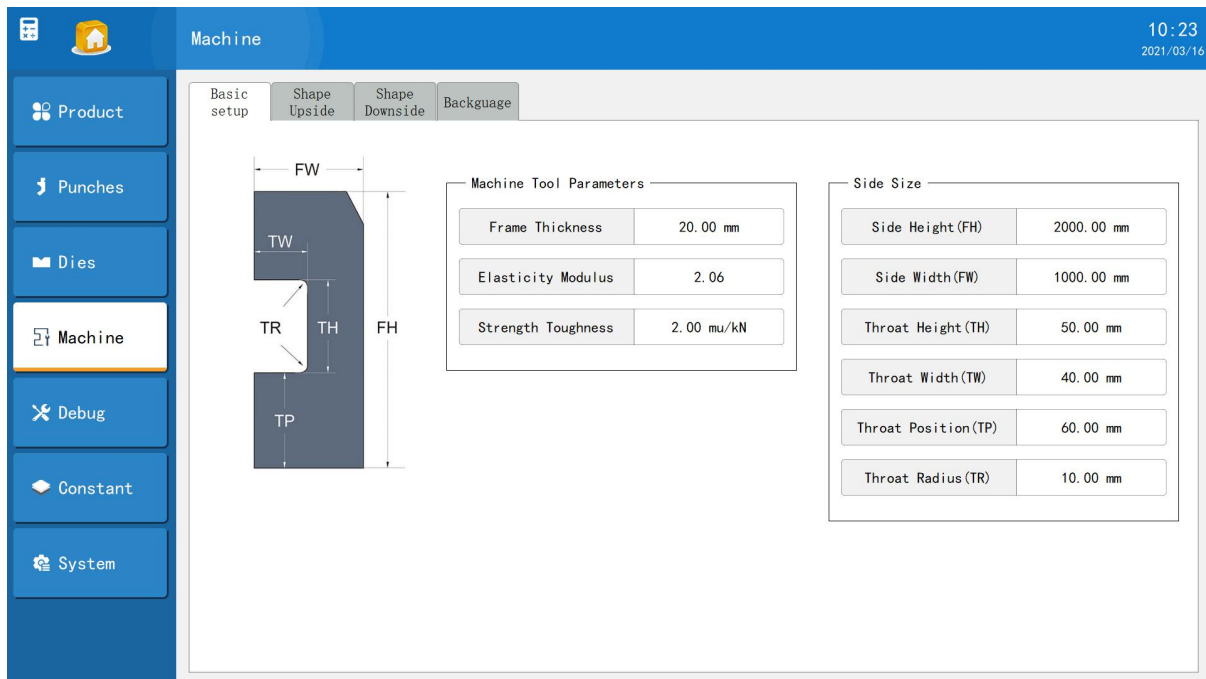 Machine
10:23
2021/03/16
Product
Punches
Dies
Machine
Debug
Constant
System
Basic
setup
Shape
Upside
Shape
Downside
Backguage
FW
TW
TR
TH
FH
TP
Machine Tool Parameters
Frame Thickness 20.00 mm
Elasticity Modulus 2.06
Strength Toughness 2.00 mu/kN
Side Size
Side Height(FH) 2000.00 mm
Side Width(FW) 1000.00 mm
Throat Height(TH) 50.00 mm
Throat Width(TW) 40.00 mm
Throat Position(TP) 60.00 mm
Throat Radius(TR) 10.00 mm